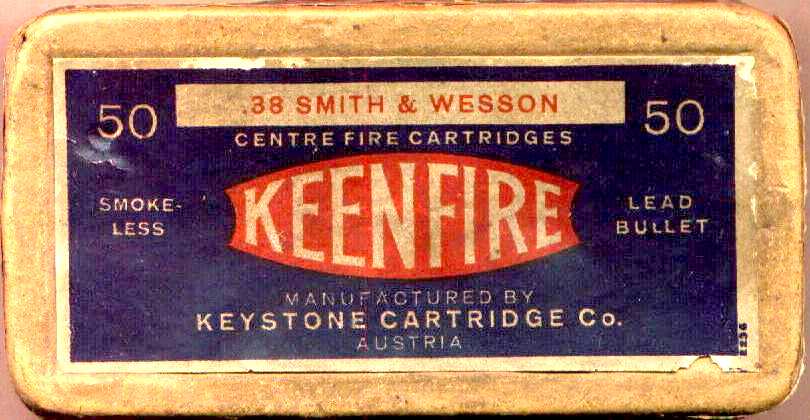 .38 SMITH & WESSON
50
50
CENTRE FIRE CARTRIDGES
KEENFIRE
SMOKE-
LESS
LEAD
BULLET
MANUFACTURED BY
KEYSTONE CARTRIDGE Co.
AUSTRIA